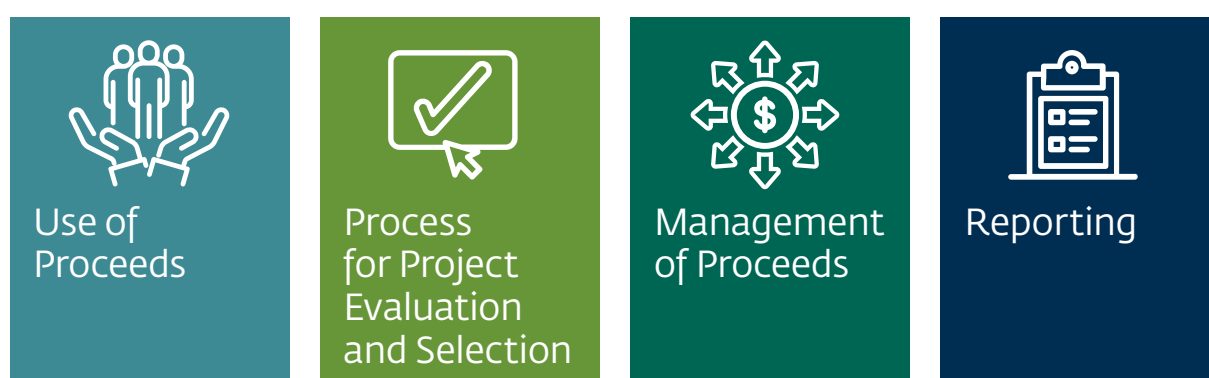 Use of
Proceeds
Process
for Project
Evaluation
and Selection
$
Management
of Proceeds
Reporting